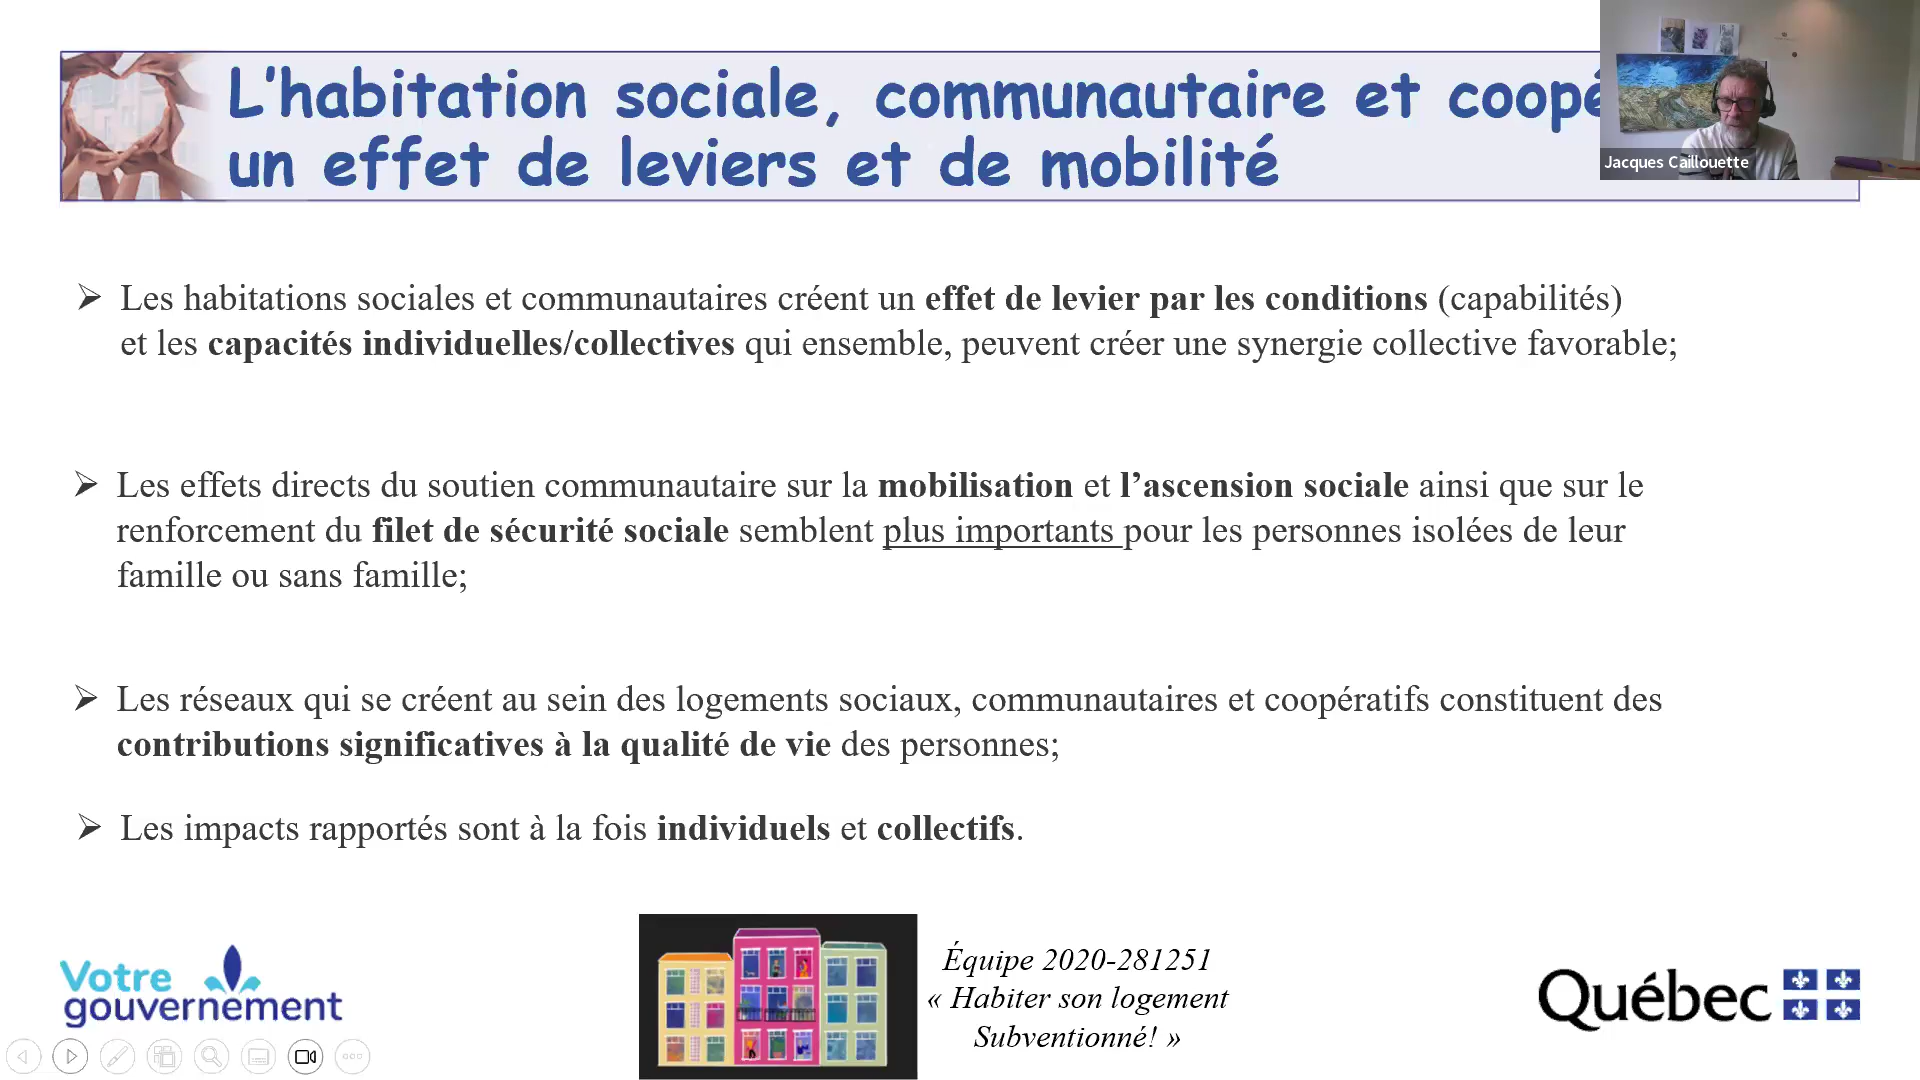 L'habitation sociale, communautaire et coopé
un effet de leviers et de mobilité
Jacques Caillouette
➢ Les habitations sociales et communautaires créent un effet de levier par les conditions (capabilités)
et les capacités individuelles/collectives qui ensemble, peuvent créer une synergie collective favorable;
➢ Les effets directs du soutien communautaire sur la mobilisation et l'ascension sociale ainsi que sur le
renforcement du filet de sécurité sociale semblent plus importants pour les personnes isolées de leur
famille ou sans famille;
➢ Les réseaux qui se créent au sein des logements sociaux, communautaires et coopératifs constituent des
contributions significatives à la qualité de vie des personnes;
➢ Les impacts rapportés sont à la fois individuels et collectifs.
Votre
gouvernement
Équipe 2020-281251
« Habiter son logement
Subventionné! »
Québec